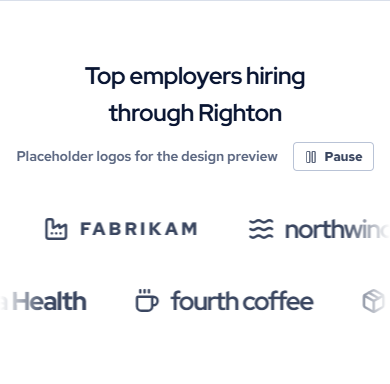 Top employers hiring
through Righton
Placeholder logos for the design preview
Pause
FABRIKAM
Health
fourth coffee